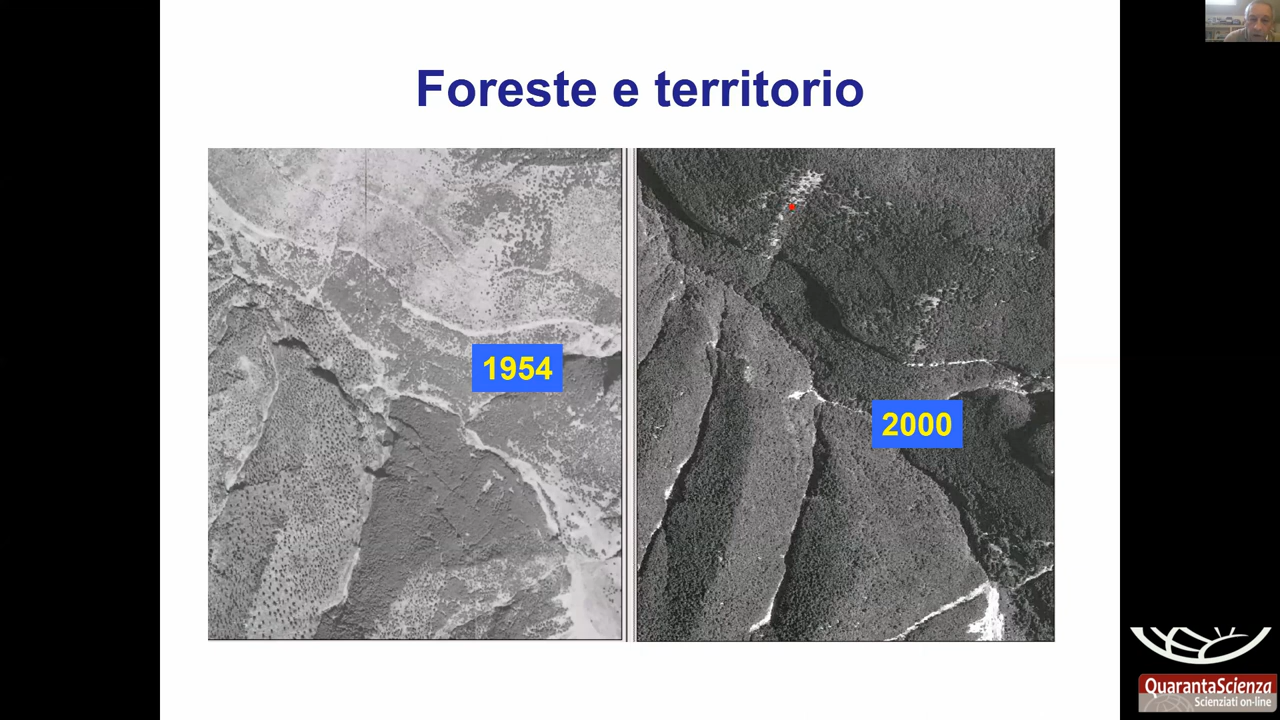 Foreste e territorio
1954
2000
QuarantaScienza
Scienziati on-line